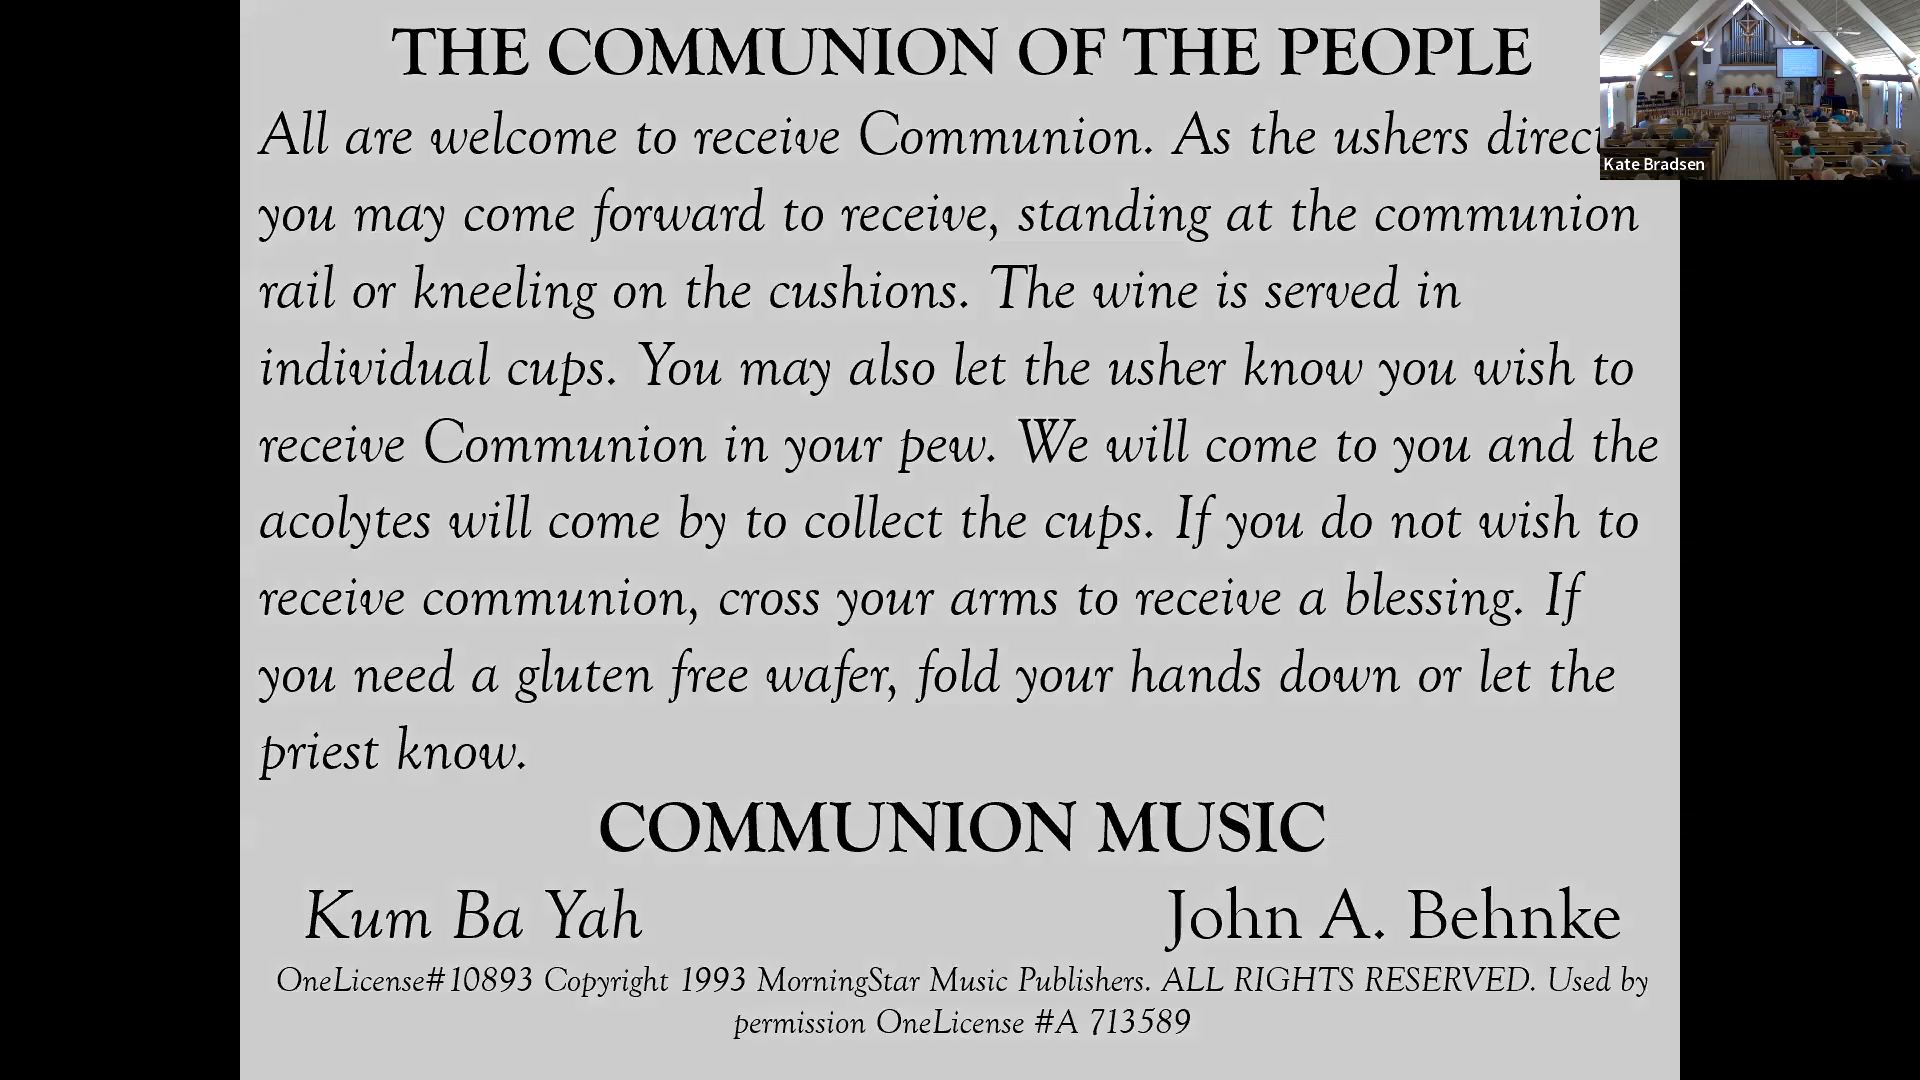 THE COMMUNION OF THE PEOPLE
All are welcome to receive Communion. As the ushers direct
you may come forward to receive, standing at the communion
rail or kneeling on the cushions. The wine is served in
individual cups. You may also let the usher know you wish to
receive Communion in your pew. We will come to you and the
acolytes will come by to collect the cups. If you do not wish to
receive communion, cross your arms to receive a blessing. If
you need a gluten free wafer, fold your hands down or let the
priest know.
COMMUNION MUSIC
Kum Ba Yah John A. Behnke
OneLicense#10893 Copyright 1993 MorningStar Music Publishers. ALL RIGHTS RESERVED. Used by
permission OneLicense #A 713589
Kate Bradsen